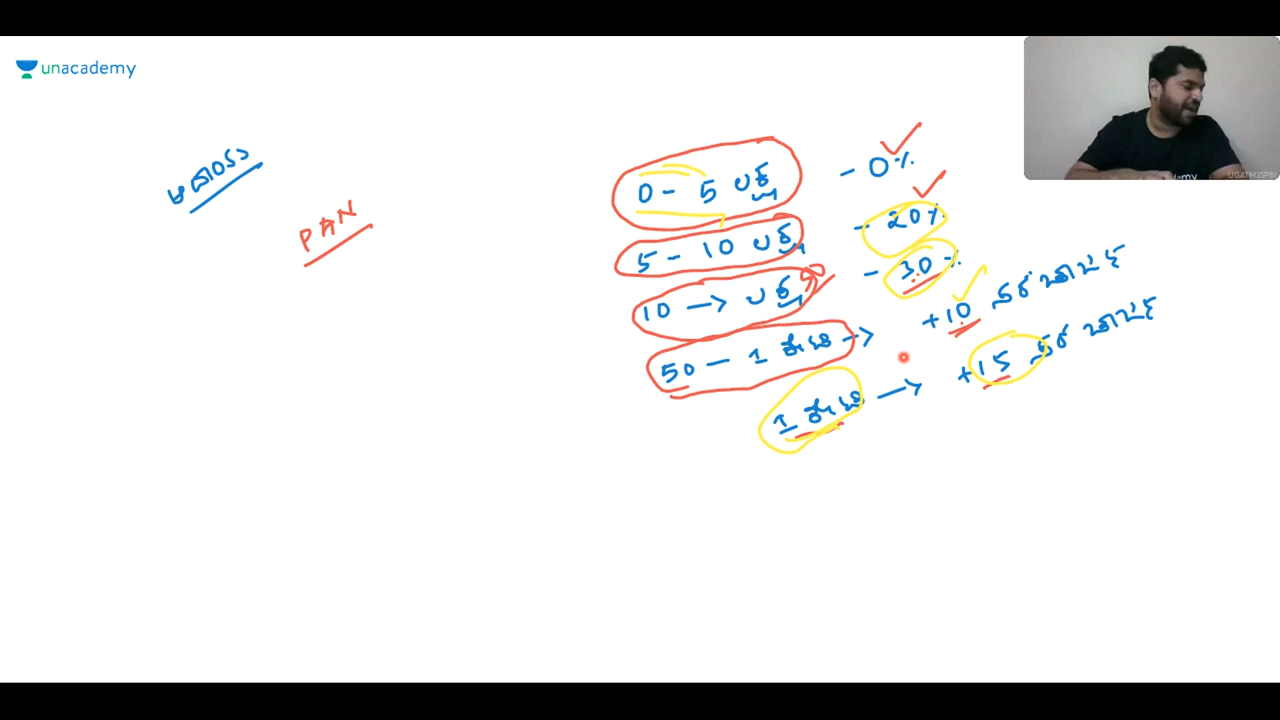 unacademy
PAN
0 - 5 ಲಕ್ಷ - 0%
5 - 10 ಲಕ್ಷ - 20%
10 → ಲಕ್ಷ 50 - 30%
50 - 1 ಕೋಟಿ → +10 ಸರ್ ಚಾರ್ಜ್
1 ಕೋಟಿ → +15 ಸರ್ ಚಾರ್ಜ್